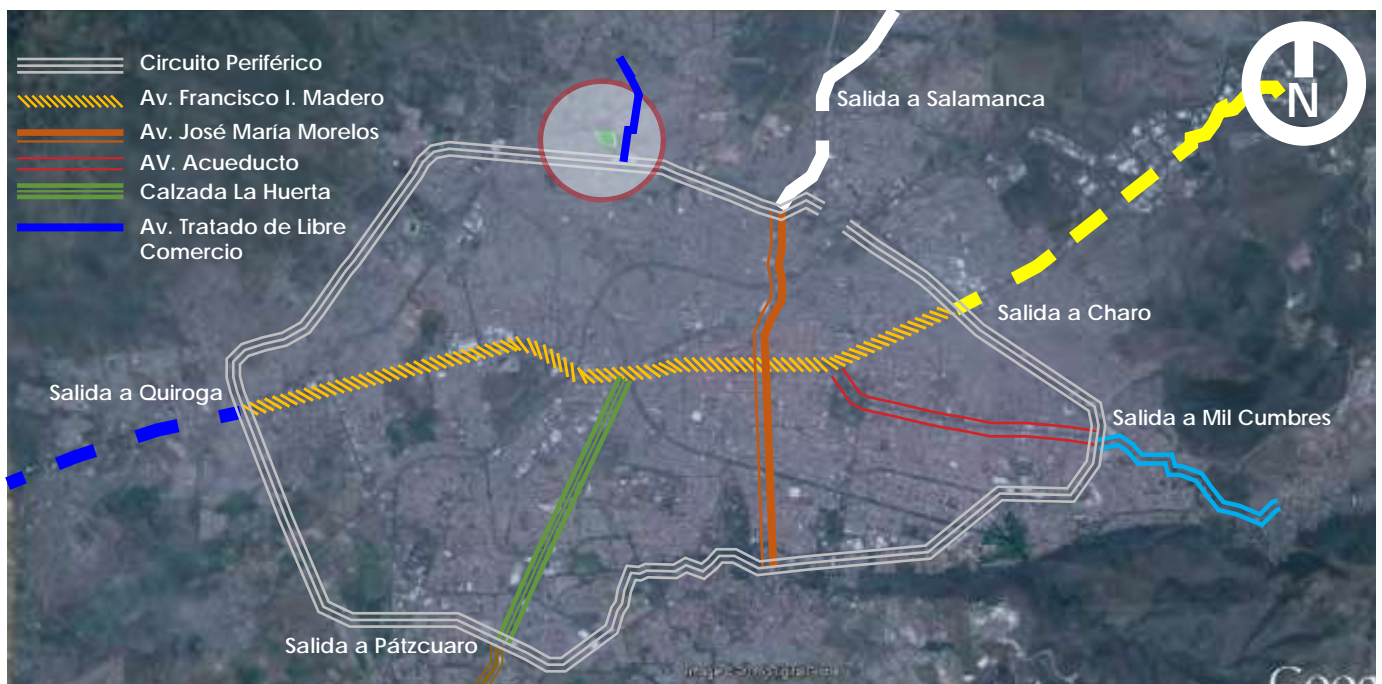 Circuito Periférico
Av. Francisco I. Madero
Av. José María Morelos
AV. Acueducto
Calzada La Huerta
Av. Tratado de Libre
Comercio
Salida a Salamanca
N
Salida a Charo
Salida a Quiroga
Salida a Mil Cumbres
Salida a Pátzcuaro